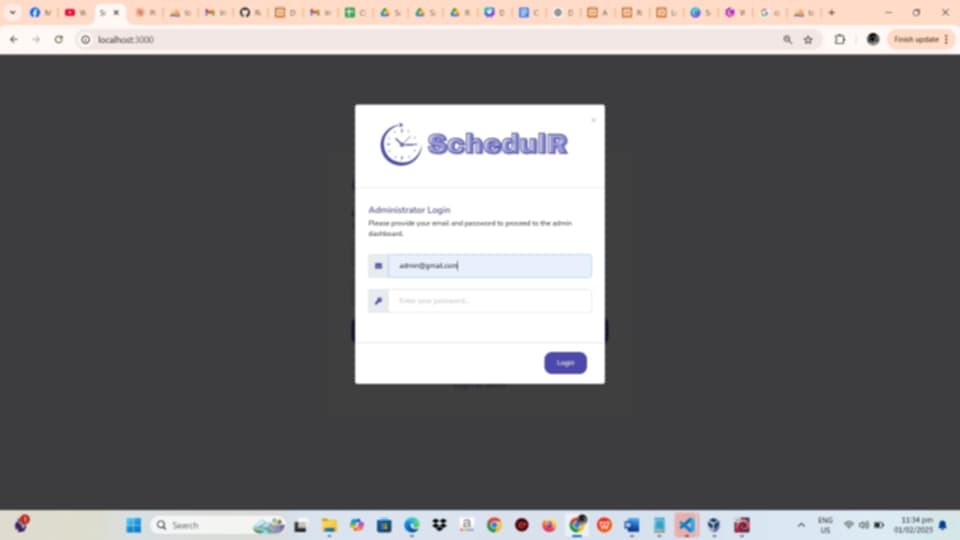 localhost:3000
Finish update
SchedulR
Administrator Login
Please provide your email and password to proceed to the admin
dashboard.
admin@gmail.com
Enter your password...
Login
Search
ENG
US
11:34 pm
01/02/2025